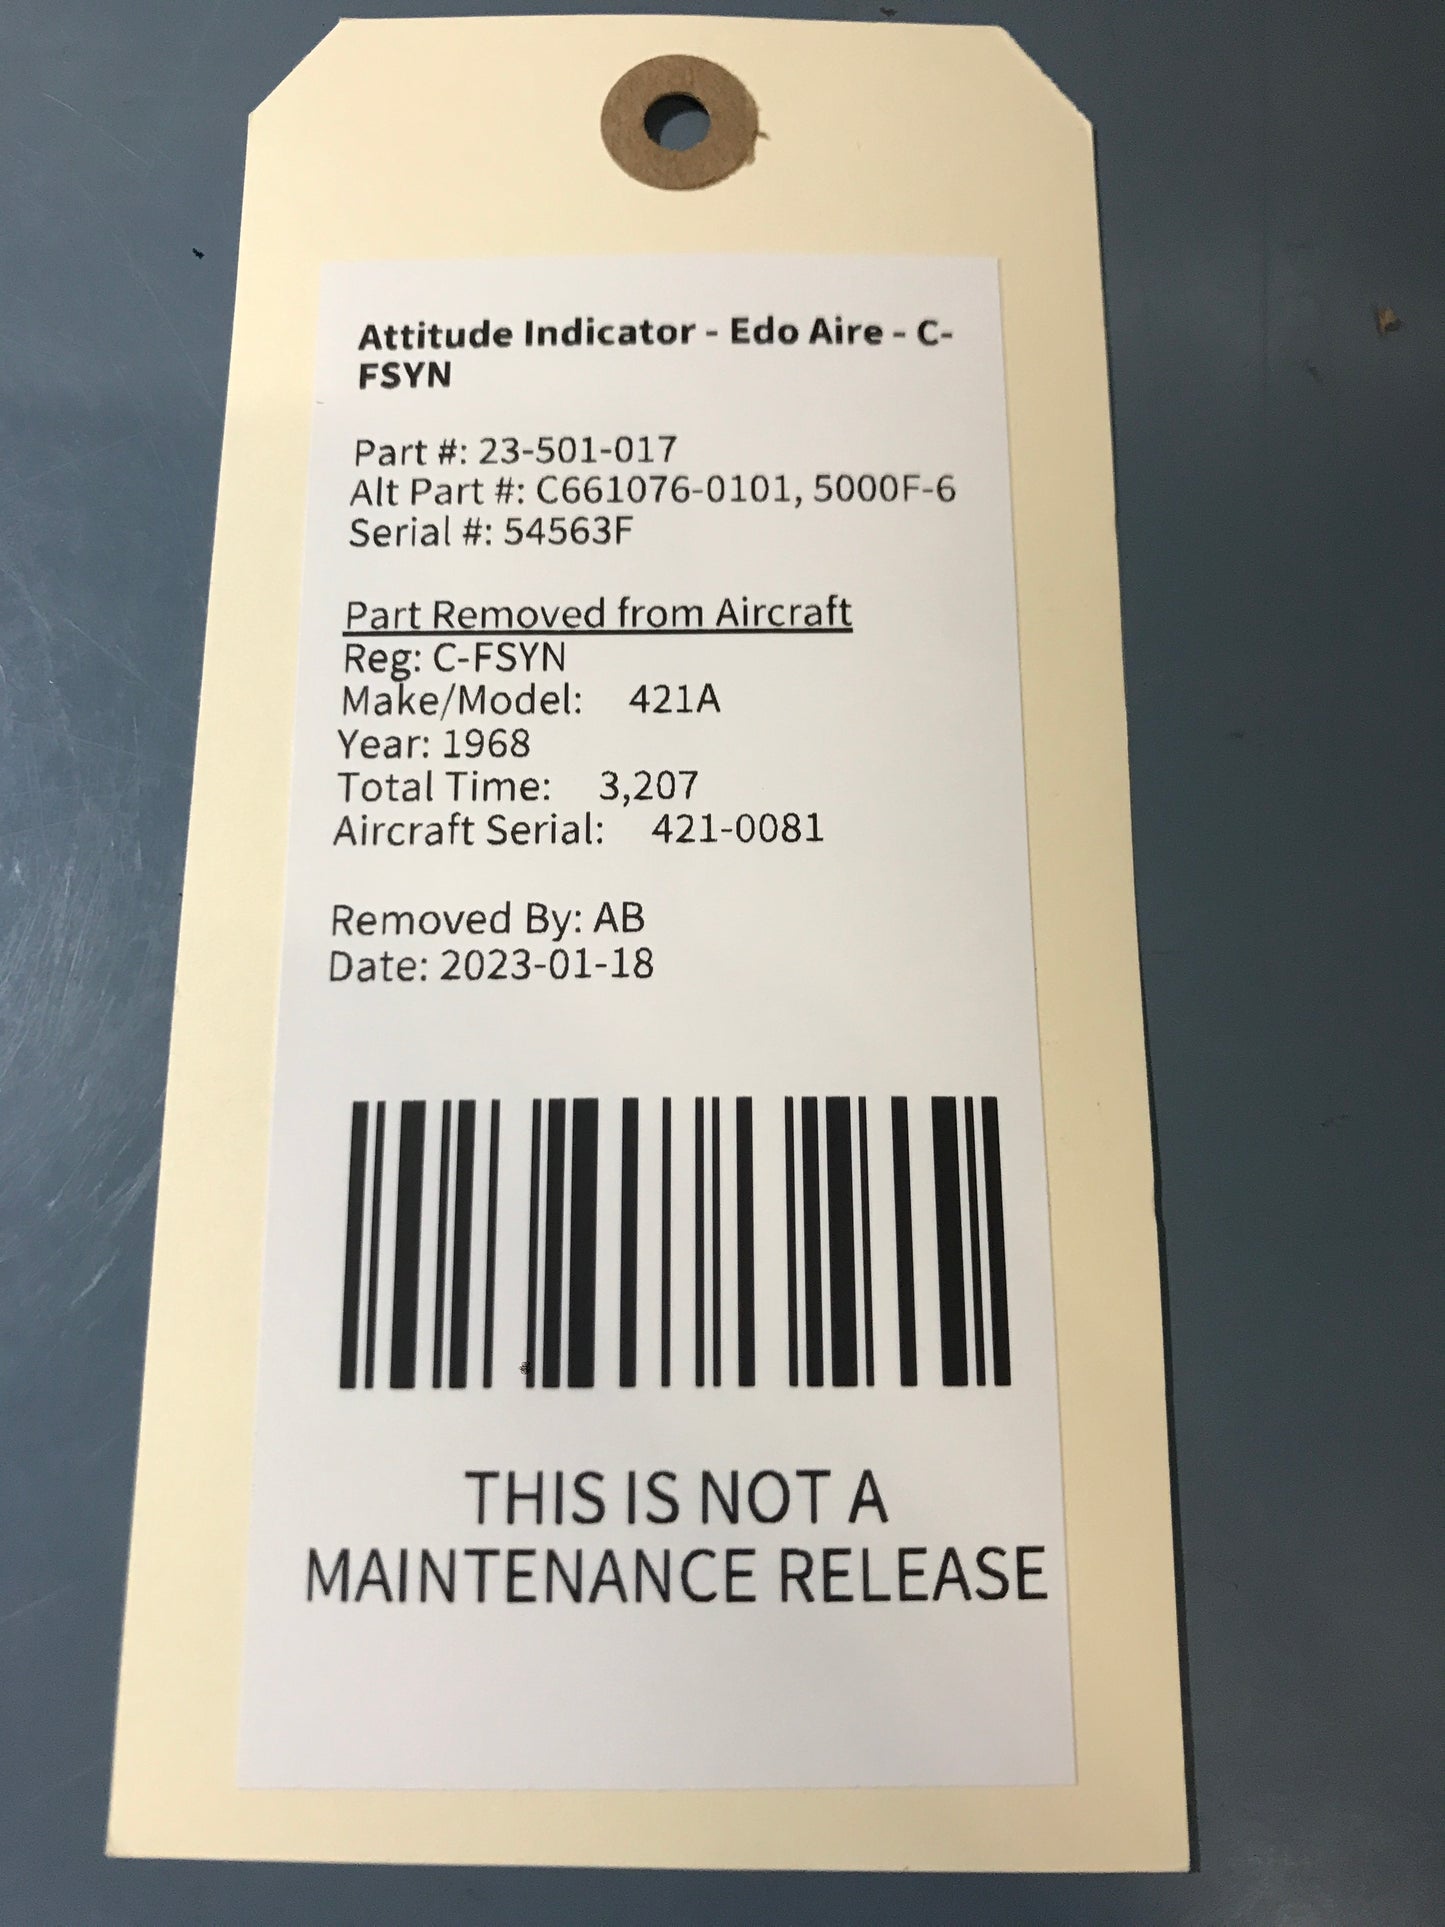 Attitude Indicator - Edo Aire - C-
FSYN
Part #: 23-501-017
Alt Part #: C661076-0101, 5000F-6
Serial #: 54563F
Part Removed from Aircraft
Reg: C-FSYN
Make/Model: 421A
Year: 1968
Total Time: 3,207
Aircraft Serial: 421-0081
Removed By: AB
Date: 2023-01-18
THIS IS NOT A
MAINTENANCE RELEASE